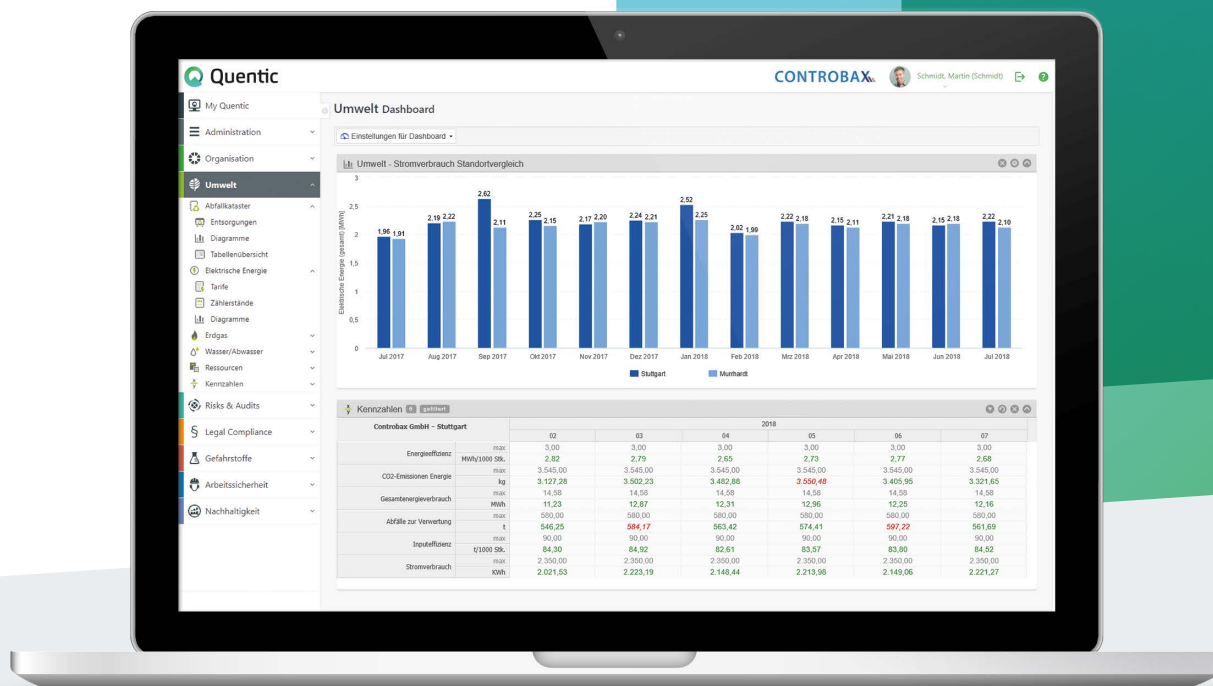 Quentic
CONTROBAX
Schmidt, Martin (Schmidt)
?
My Quentic
Administration
Organisation
Umwelt
Abfallkataster
Entsorgungen
Diagramme
Tabellenübersicht
Elektrische Energie
Tarife
Zählerstände
Diagramme
Erdgas
Wasser/Abwasser
Ressourcen
Kennzahlen
Risks & Audits
§ Legal Compliance
Gefahrstoffe
Arbeitssicherheit
Nachhaltigkeit
Umwelt Dashboard
Einstellungen für Dashboard
Umwelt - Stromverbrauch Standortvergleich
Elektrische Energie (gesamt) [MWh]
3
2,5
2
1,5
1
0,5
0
1,96 1,91
2,19 2,22
2,62 2,11
2,25 2,15
2,17 2,20
2,24 2,21
2,52 2,25
2,02 1,99
2,22 2,18
2,15 2,11
2,21 2,18
2,15 2,18
2,22 2,10
Jul 2017 Aug 2017 Sep 2017 Okt 2017 Nov 2017 Dez 2017 Jan 2018 Feb 2018 Mrz 2018 Apr 2018 Mai 2018 Jun 2018 Jul 2018
Stuttgart Murrhardt
Kennzahlen 6 gefiltert
Controbax GmbH – Stuttgart 2018
02 03 04 05 06 07
Energieeffizienz max 3,00 3,00 3,00 3,00 3,00 3,00
MWh/1000 Stk. 2,82 2,79 2,65 2,73 2,77 2,68
CO2-Emissionen Energie max 3.545,00 3.545,00 3.545,00 3.545,00 3.545,00 3.545,00
kg 3.127,28 3.502,23 3.482,88 3.550,48 3.405,95 3.321,65
Gesamtenergieverbrauch max 14,58 14,58 14,58 14,58 14,58 14,58
MWh 11,23 12,87 12,31 12,96 12,25 12,16
Abfälle zur Verwertung max 580,00 580,00 580,00 580,00 580,00 580,00
t 546,25 584,17 563,42 574,41 597,22 561,69
Inputeffizienz max 90,00 90,00 90,00 90,00 90,00 90,00
t/1000 Stk. 84,30 84,92 82,61 83,57 83,80 84,52
Stromverbrauch max 2.350,00 2.350,00 2.350,00 2.350,00 2.350,00 2.350,00
KWh 2.021,53 2.223,19 2.148,44 2.213,98 2.149,06 2.221,27